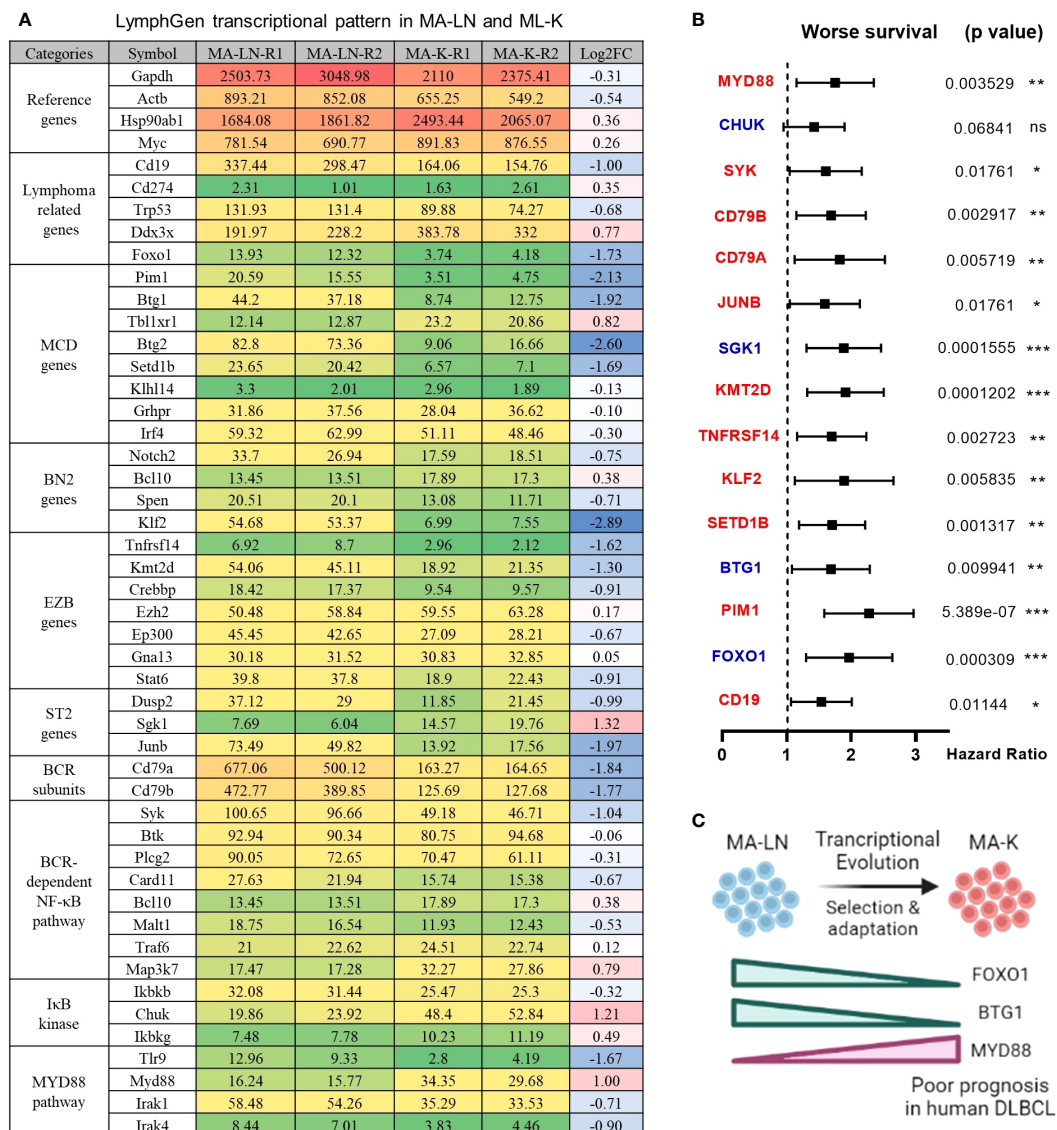 A
LymphGen transcriptional pattern in MA-LN and ML-K
Categories Symbol MA-LN-R1 MA-LN-R2 MA-K-R1 MA-K-R2 Log2FC
Reference genes
Gapdh 2503.73 3048.98 2110 2375.41 -0.31
Actb 893.21 852.08 655.25 549.2 -0.54
Hsp90ab1 1684.08 1861.82 2493.44 2065.07 0.36
Myc 781.54 690.77 891.83 876.55 0.26
Lymphoma related genes
Cd19 337.44 298.47 164.06 154.76 -1.00
Cd274 2.31 1.01 1.63 2.61 0.35
Trp53 131.93 131.4 89.88 74.27 -0.68
Ddx3x 191.97 228.2 383.78 332 0.77
Foxo1 13.93 12.32 3.74 4.18 -1.73
MCD genes
Pim1 20.59 15.55 3.51 4.75 -2.13
Btg1 44.2 37.18 8.74 12.75 -1.92
Tbl1xr1 12.14 12.87 23.2 20.86 0.82
Btg2 82.8 73.36 9.06 16.66 -2.60
Setd1b 23.65 20.42 6.57 7.1 -1.69
Klhl14 3.3 2.01 2.96 1.89 -0.13
Grhpr 31.86 37.56 28.04 36.62 -0.10
Irf4 59.32 62.99 51.11 48.46 -0.30
BN2 genes
Notch2 33.7 26.94 17.59 18.51 -0.75
Bcl10 13.45 13.51 17.89 17.3 0.38
Spen 20.51 20.1 13.08 11.71 -0.71
Klf2 54.68 53.37 6.99 7.55 -2.89
EZB genes
Tnfrsf14 6.92 8.7 2.96 2.12 -1.62
Kmt2d 54.06 45.11 18.92 21.35 -1.30
Crebbp 18.42 17.37 9.54 9.57 -0.91
Ezh2 50.48 58.84 59.55 63.28 0.17
Ep300 45.45 42.65 27.09 28.21 -0.67
Gna13 30.18 31.52 30.83 32.85 0.05
Stat6 39.8 37.8 18.9 22.43 -0.91
ST2 genes
Dusp2 37.12 29 11.85 21.45 -0.99
Sgk1 7.69 6.04 14.57 19.76 1.32
Junb 73.49 49.82 13.92 17.56 -1.97
BCR subunits
Cd79a 677.06 500.12 163.27 164.65 -1.84
Cd79b 472.77 389.85 125.69 127.68 -1.77
BCR-dependent NF-κB pathway
Syk 100.65 96.66 49.18 46.71 -1.04
Btk 92.94 90.34 80.75 94.68 -0.06
Plcg2 90.05 72.65 70.47 61.11 -0.31
Card11 27.63 21.94 15.74 15.38 -0.67
Bcl10 13.45 13.51 17.89 17.3 0.38
Malt1 18.75 16.54 11.93 12.43 -0.53
Traf6 21 22.62 24.51 22.74 0.12
Map3k7 17.47 17.28 32.27 27.86 0.79
IκB kinase
Ikbkb 32.08 31.44 25.47 25.3 -0.32
Chuk 19.86 23.92 48.4 52.84 1.21
Ikbkg 7.48 7.78 10.23 11.19 0.49
MYD88 pathway
Tlr9 12.96 9.33 2.8 4.19 -1.67
Myd88 16.24 15.77 34.35 29.68 1.00
Irak1 58.48 54.26 35.29 33.53 -0.71
Irak4 8.44 7.01 3.83 4.46 -0.90
B
Worse survival (p value)
MYD88 0.003529 **
CHUK 0.06841 ns
SYK 0.01761 *
CD79B 0.002917 **
CD79A 0.005719 **
JUNB 0.01761 *
SGK1 0.0001555 ***
KMT2D 0.0001202 ***
TNFRSF14 0.002723 **
KLF2 0.005835 **
SETD1B 0.001317 **
BTG1 0.009941 **
PIM1 5.389e-07 ***
FOXO1 0.000309 ***
CD19 0.01144 *
0 1 2 3 Hazard Ratio
C
MA-LN
Trancriptional
Evolution
Selection &
adaptation
MA-K
FOXO1
BTG1
MYD88
Poor prognosis
in human DLBCL